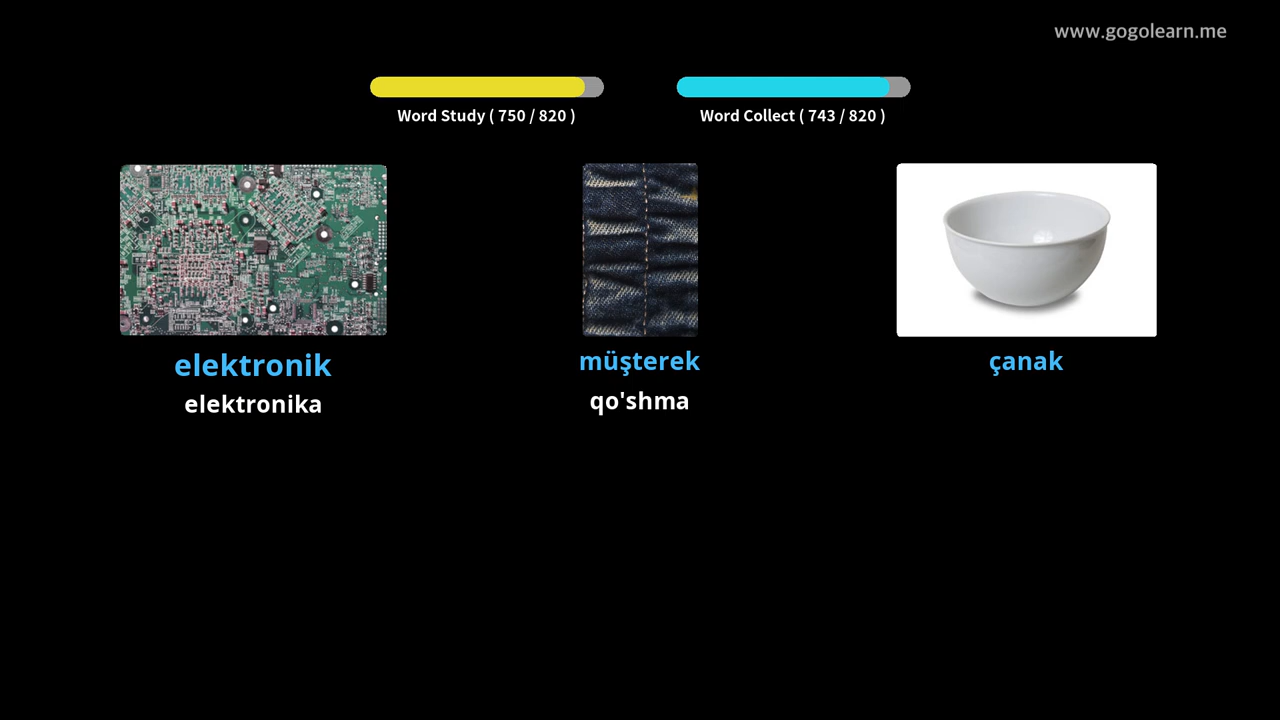 www.gogolearn.me
Word Study ( 750 / 820 )
Word Collect ( 743 / 820 )
elektronik
müşterek
çanak
elektronika
qo'shma